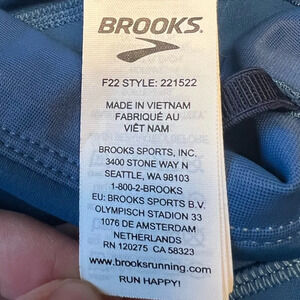 BROOKS
F22 STYLE: 221522
MADE IN VIETNAM
FABRIQUÉ AU
VIÊT NAM
BROOKS SPORTS, INC.
3400 STONE WAY N
SEATTLE, WA 98103
1-800-2-BROOKS
EU: BROOKS SPORTS B.V.
OLYMPISCH STADION 33
1076 DE AMSTERDAM
NETHERLANDS
RN 120275 CA 58323
www.brooksrunning.com
RUN HAPPY!